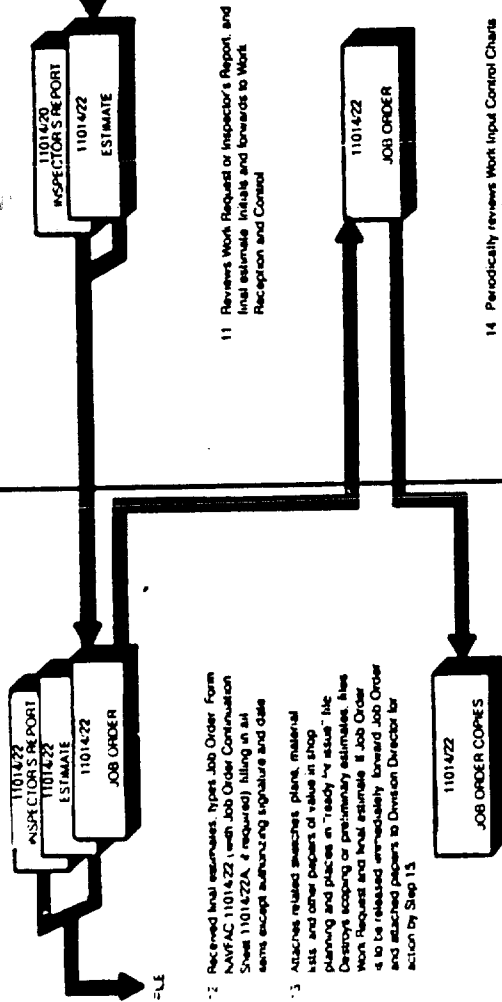 11014/20
INSPECTOR'S REPORT
11014/22
ESTIMATE
11 Reviews Work Request or Inspector's Report, and
final estimate. Initials and forwards to Work
Reception and Control
11014/22
JOB ORDER
14 Periodically reviews Work Input Control Charts
11014/22
INSPECTOR'S REPORT
11014/22
ESTIMATE
11014/22
JOB ORDER
FILE
12 Received final estimates, types Job Order Form
NAVFAC 11014/22 (with Job Order Continuation
Sheet 11014/22A, if required) filling in all
items except authorizing signature and date
13 Attaches related sketches plans, material
lists and other papers of value in shop
planning and places in "ready to issue" file
Destroys scoping or preliminary estimates, files
Work Request and final estimate. If Job Order
is to be released immediately forward Job Order
and attached papers to Division Director for
action by Step 15
11014/22
JOB ORDER COPIES